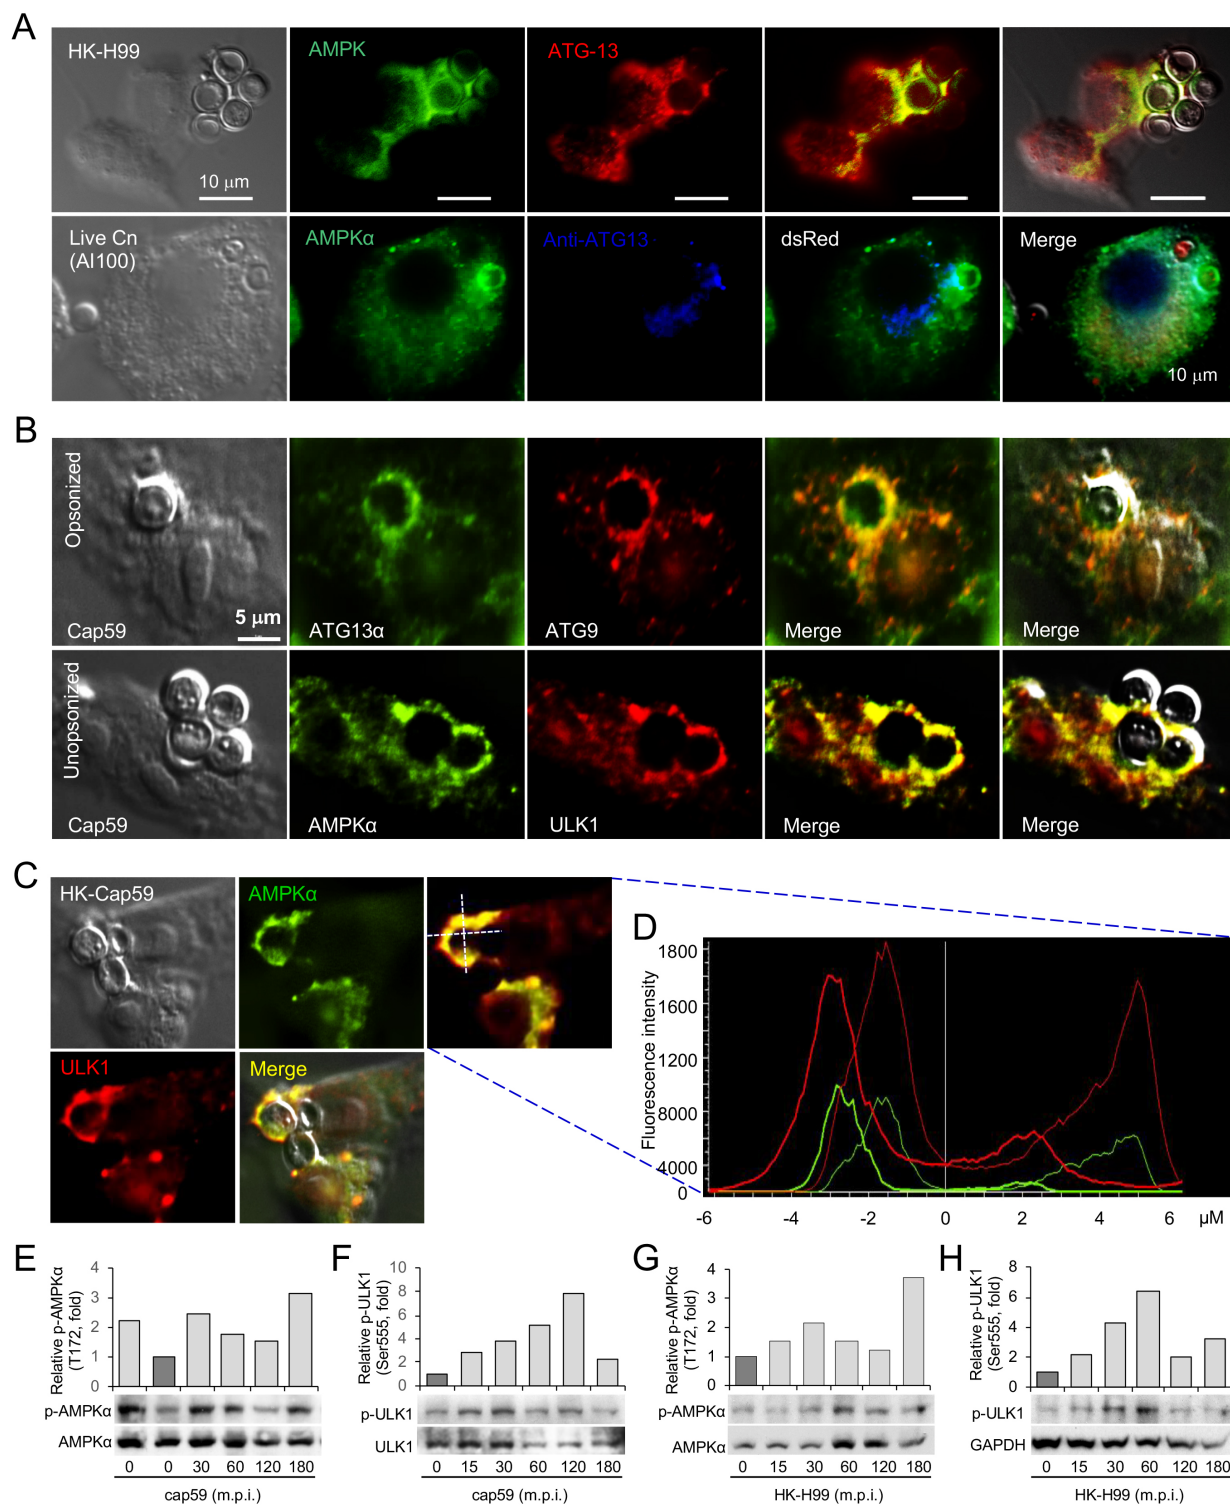 A
HK-H99
AMPK
ATG-13
10 μm
Live Cn
(AI100)
AMPKα
Anti-ATG13
dsRed
Merge
10 μm
B
Opsonized
Cap59
5 μm
ATG13α
ATG9
Merge
Merge
Unopsonized
Cap59
AMPKα
ULK1
Merge
Merge
C
HK-Cap59
AMPKα
ULK1
Merge
D
Fluorescence intensity
1800
1600
1200
8000
4000
0
-6 -4 -2 0 2 4 6 μM
E
Relative p-AMPKα
(T172, fold)
4
3
2
1
0
p-AMPKα
AMPKα
0 0 30 60 120 180
cap59 (m.p.i.)
F
Relative p-ULK1
(Ser555, fold)
10
8
6
4
2
0
p-ULK1
ULK1
0 15 30 60 120 180
cap59 (m.p.i.)
G
Relative p-AMPKα
(T172, fold)
4
3
2
1
0
p-AMPKα
AMPKα
0 15 30 60 120 180
HK-H99 (m.p.i.)
H
Relative p-ULK1
(Ser555, fold)
8
6
4
2
0
p-ULK1
GAPDH
0 15 30 60 120 180
HK-H99 (m.p.i.)